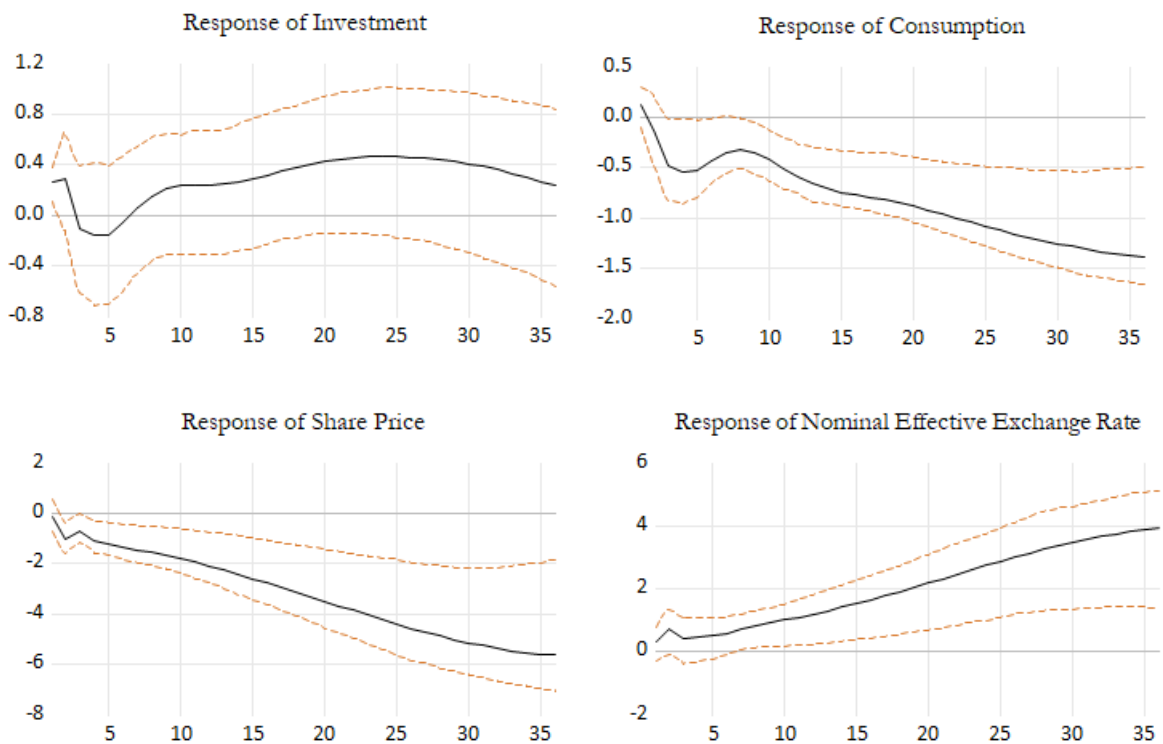 Response of Investment
1.2
0.8
0.4
0.0
-0.4
-0.8
5 10 15 20 25 30 35
Response of Consumption
0.5
0.0
-0.5
-1.0
-1.5
-2.0
5 10 15 20 25 30 35
Response of Share Price
2
0
-2
-4
-6
-8
5 10 15 20 25 30 35
Response of Nominal Effective Exchange Rate
6
4
2
0
-2
5 10 15 20 25 30 35